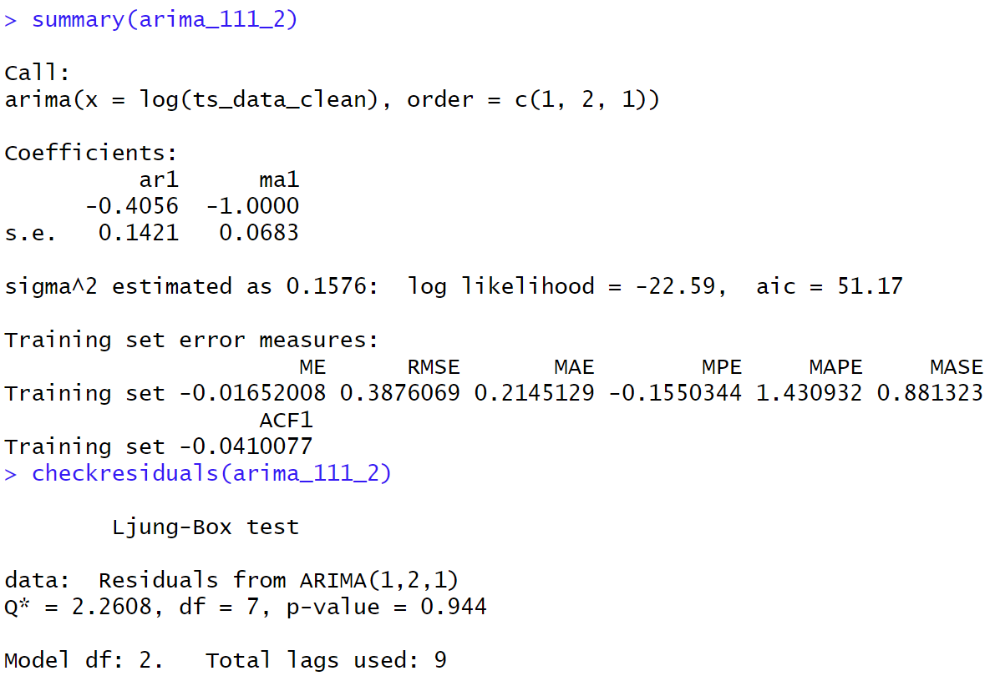 > summary(arima_111_2)
Call:
arima(x = log(ts_data_clean), order = c(1, 2, 1))
Coefficients:
          ar1      ma1
      -0.4056  -1.0000
s.e.   0.1421   0.0683
sigma^2 estimated as 0.1576:  log likelihood = -22.59,  aic = 51.17
Training set error measures:
                      ME      RMSE       MAE        MPE     MAPE     MASE
Training set -0.01652008 0.3876069 0.2145129 -0.1550344 1.430932 0.881323
                   ACF1
Training set -0.0410077
> checkresiduals(arima_111_2)
        Ljung-Box test
data:  Residuals from ARIMA(1,2,1)
Q* = 2.2608, df = 7, p-value = 0.944
Model df: 2.   Total lags used: 9